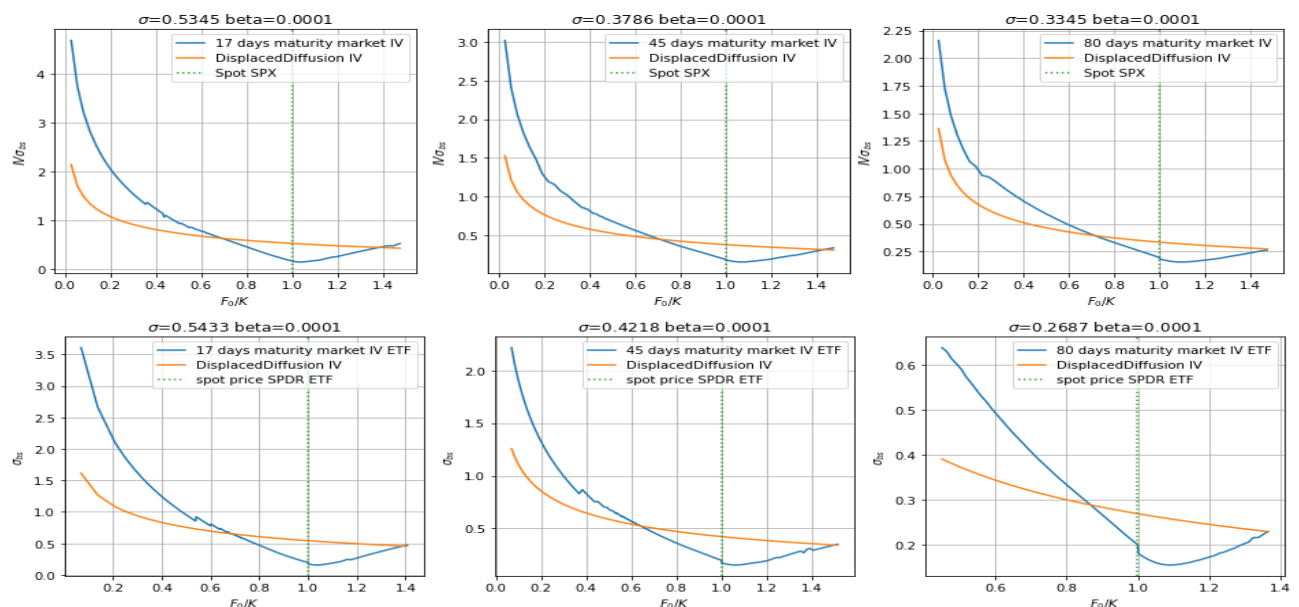 σ=0.5345 beta=0.0001
17 days maturity market IV
DisplacedDiffusion IV
Spot SPX
4
3
2
1
0
0.0 0.2 0.4 0.6 0.8 1.0 1.2 1.4
F₀/K
σ=0.3786 beta=0.0001
45 days maturity market IV
DisplacedDiffusion IV
Spot SPX
3.0
2.5
2.0
1.5
1.0
0.5
0.0 0.2 0.4 0.6 0.8 1.0 1.2 1.4
F₀/K
σ=0.3345 beta=0.0001
80 days maturity market IV
DisplacedDiffusion IV
Spot SPX
2.25
2.00
1.75
1.50
1.25
1.00
0.75
0.50
0.25
0.0 0.2 0.4 0.6 0.8 1.0 1.2 1.4
F₀/K
σ=0.5433 beta=0.0001
17 days maturity market IV ETF
DisplacedDiffusion IV
spot price SPDR ETF
σbs
3.5
3.0
2.5
2.0
1.5
1.0
0.5
0.0
0.2 0.4 0.6 0.8 1.0 1.2 1.4
F₀/K
σ=0.4218 beta=0.0001
45 days maturity market IV ETF
DisplacedDiffusion IV
spot price SPDR ETF
σbs
2.0
1.5
1.0
0.5
0.2 0.4 0.6 0.8 1.0 1.2 1.4
F₀/K
σ=0.2687 beta=0.0001
80 days maturity market IV ETF
DisplacedDiffusion IV
spot price SPDR ETF
σbs
0.6
0.5
0.4
0.3
0.2
0.6 0.8 1.0 1.2 1.4
F₀/K